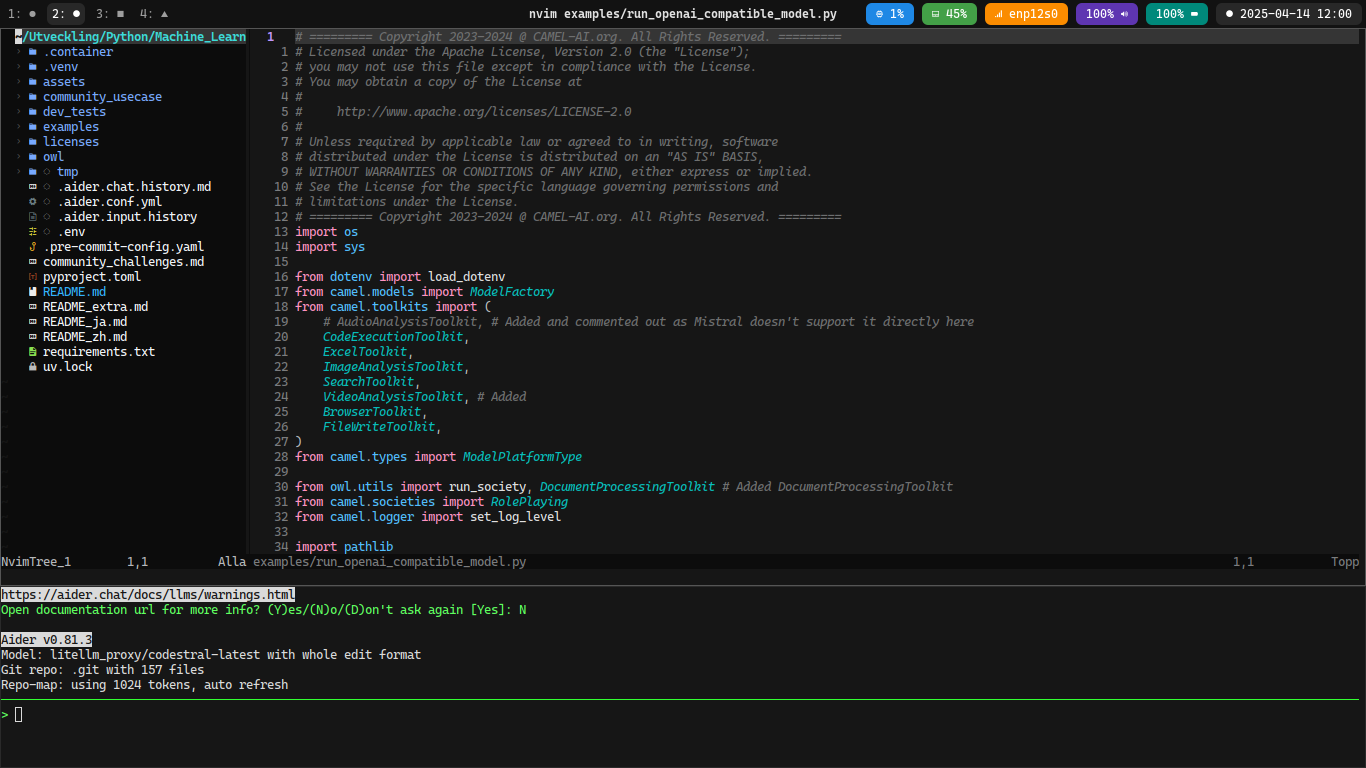 1: ● 2: ● 3: ■ 4: ▲ nvim examples/run_openai_compatible_model.py 1% 45% enp12s0 100% 100% ● 2025-04-14 12:00
~/Utveckling/Python/Machine_Learn
.container
.venv
assets
community_usecase
dev_tests
examples
licenses
owl
tmp
.aider.chat.history.md
.aider.conf.yml
.aider.input.history
.env
.pre-commit-config.yaml
community_challenges.md
pyproject.toml
README.md
README_extra.md
README_ja.md
README_zh.md
requirements.txt
uv.lock
1 # ========= Copyright 2023-2024 @ CAMEL-AI.org. All Rights Reserved. =========
1 # Licensed under the Apache License, Version 2.0 (the "License");
2 # you may not use this file except in compliance with the License.
3 # You may obtain a copy of the License at
4 #
5 #     http://www.apache.org/licenses/LICENSE-2.0
6 #
7 # Unless required by applicable law or agreed to in writing, software
8 # distributed under the License is distributed on an "AS IS" BASIS,
9 # WITHOUT WARRANTIES OR CONDITIONS OF ANY KIND, either express or implied.
10 # See the License for the specific language governing permissions and
11 # limitations under the License.
12 # ========= Copyright 2023-2024 @ CAMEL-AI.org. All Rights Reserved. =========
13 import os
14 import sys
15
16 from dotenv import load_dotenv
17 from camel.models import ModelFactory
18 from camel.toolkits import (
19     # AudioAnalysisToolkit, # Added and commented out as Mistral doesn't support it directly here
20     CodeExecutionToolkit,
21     ExcelToolkit,
22     ImageAnalysisToolkit,
23     SearchToolkit,
24     VideoAnalysisToolkit, # Added
25     BrowserToolkit,
26     FileWriteToolkit,
27 )
28 from camel.types import ModelPlatformType
29
30 from owl.utils import run_society, DocumentProcessingToolkit # Added DocumentProcessingToolkit
31 from camel.societies import RolePlaying
32 from camel.logger import set_log_level
33
34 import pathlib
NvimTree_1 1,1 Alla examples/run_openai_compatible_model.py 1,1 Topp
https://aider.chat/docs/llms/warnings.html
Open documentation url for more info? (Y)es/(N)o/(D)on't ask again [Yes]: N
Aider v0.81.3
Model: litellm_proxy/codestral-latest with whole edit format
Git repo: .git with 157 files
Repo-map: using 1024 tokens, auto refresh
>